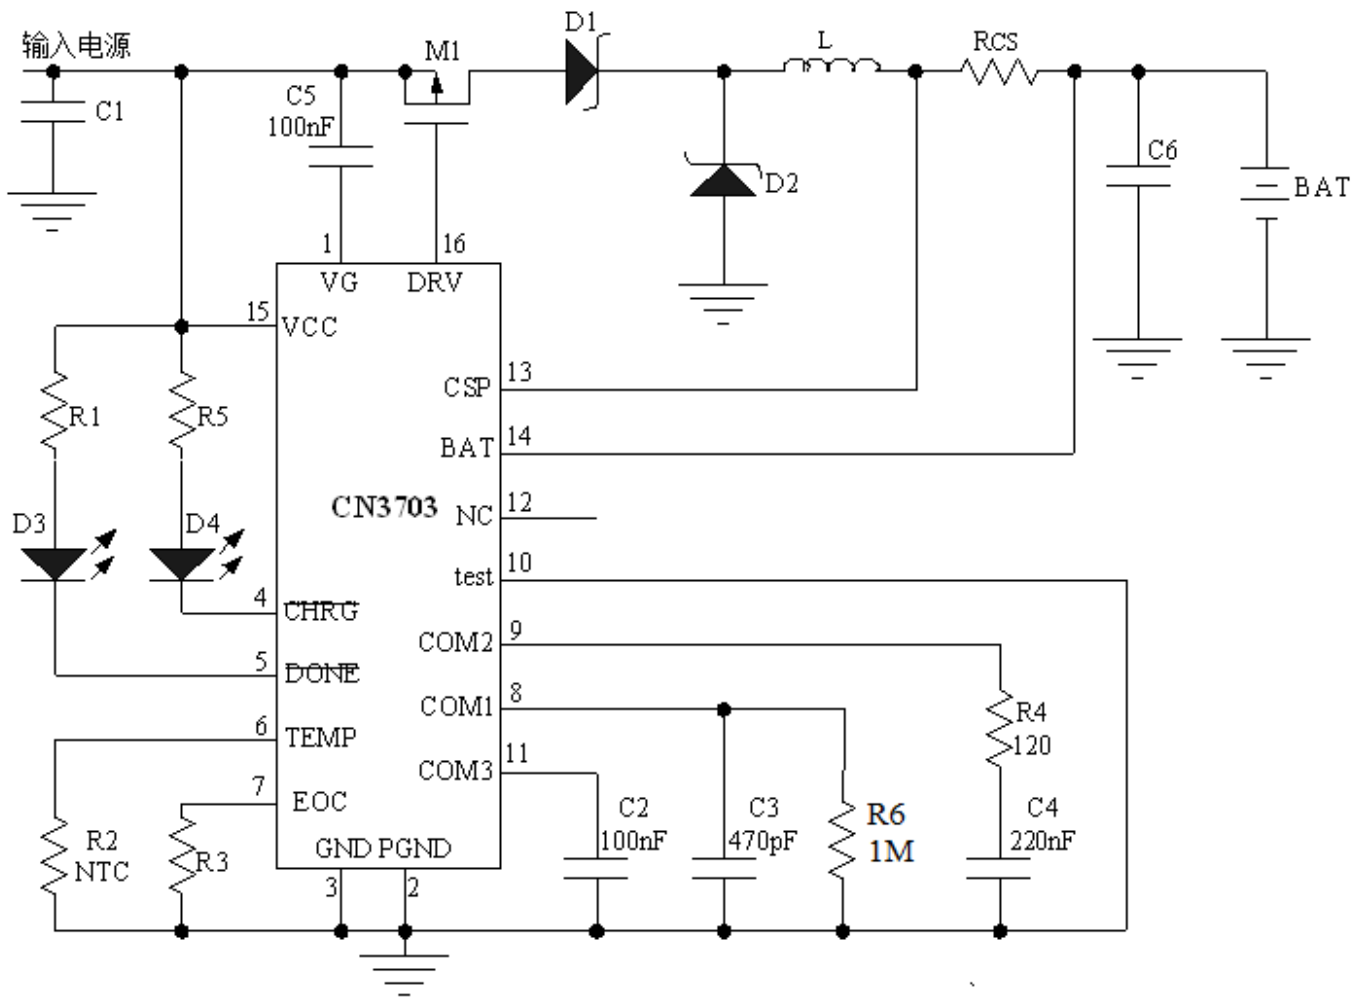 输入电源
C1
C5
100nF
M1
D1
L
RCS
D2
C6
BAT
1
16
VG
DRV
15
VCC
R1
R5
CSP
13
BAT
14
CN3703
NC
12
D3
D4
test
10
4
CHRG
COM2
9
5
DONE
COM1
8
R4
120
6
TEMP
COM3
11
7
EOC
C2
100nF
C3
470pF
R6
1M
C4
220nF
R2
NTC
R3
GND
PGND
3
2